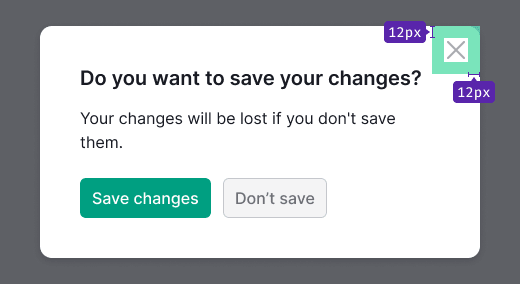 12px
12px
Do you want to save your changes?
Your changes will be lost if you don't save
them.
Save changes
Don’t save